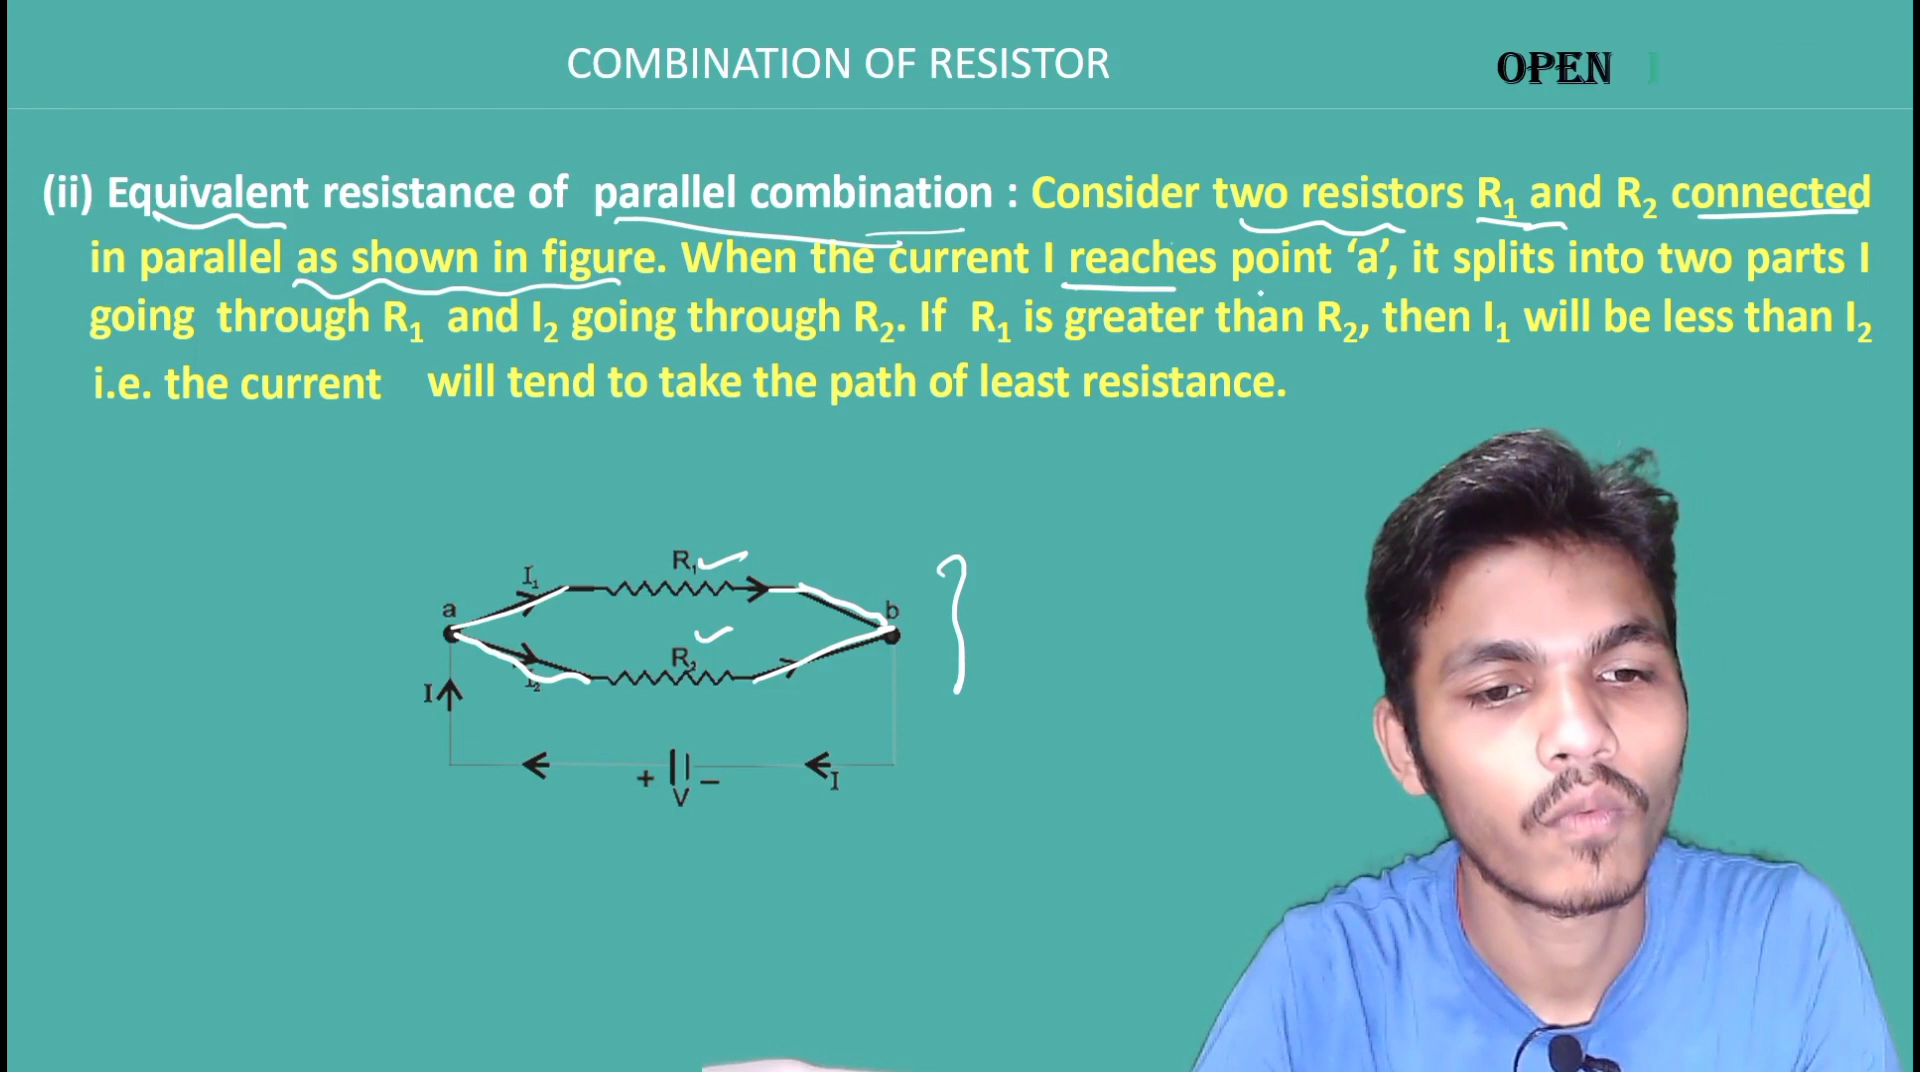 COMBINATION OF RESISTOR
OPEN I
(ii) Equivalent resistance of parallel combination : Consider two resistors R₁ and R₂ connected
in parallel as shown in figure. When the current I reaches point ‘a’, it splits into two parts I
going through R₁ and I₂ going through R₂. If R₁ is greater than R₂, then I₁ will be less than I₂
i.e. the current will tend to take the path of least resistance.
R₁
I₁
a b
R₂
I₂
I
+ –
I
V